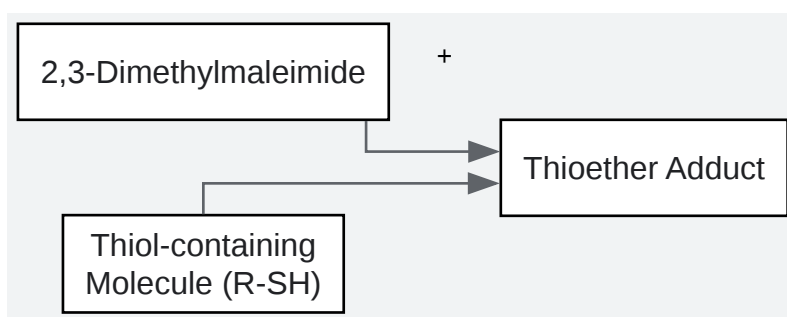 2,3-Dimethylmaleimide
+
Thioether Adduct
Thiol-containing
Molecule (R-SH)